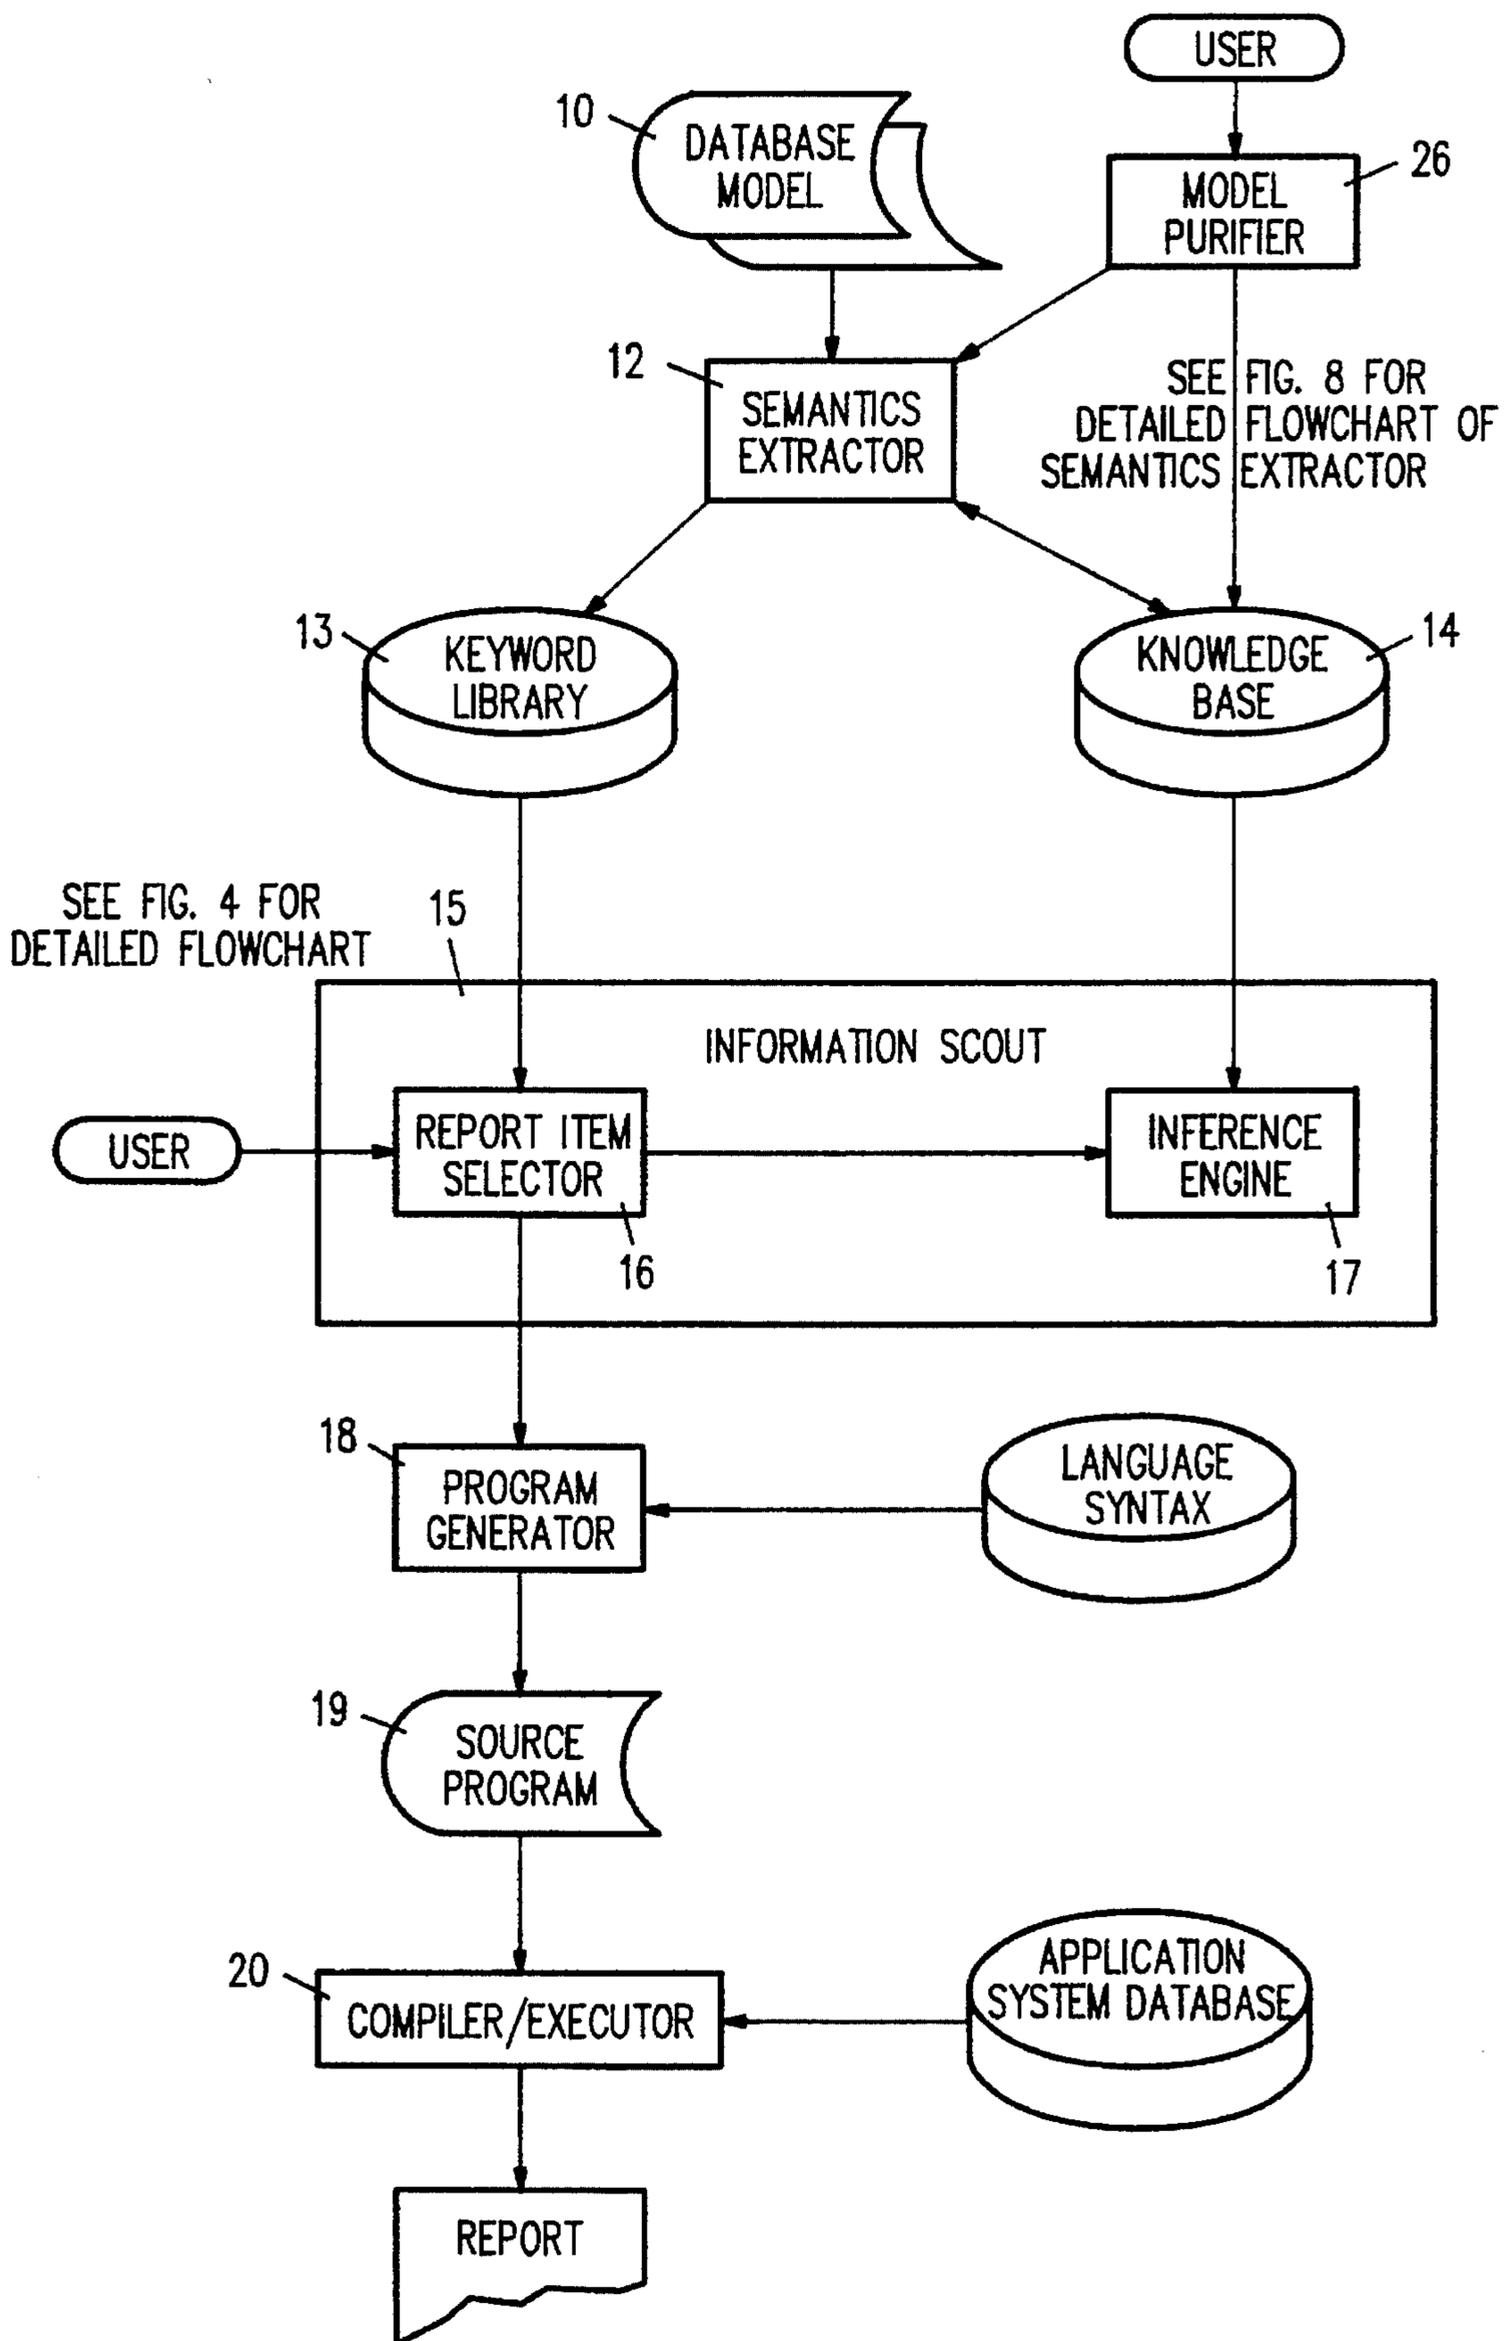 USER
10
DATABASE
MODEL
26
MODEL
PURIFIER
12
SEMANTICS
EXTRACTOR
SEE FIG. 8 FOR
DETAILED FLOWCHART OF
SEMANTICS EXTRACTOR
13
KEYWORD
LIBRARY
14
KNOWLEDGE
BASE
SEE FIG. 4 FOR
DETAILED FLOWCHART
15
INFORMATION SCOUT
USER
REPORT ITEM
SELECTOR
16
INFERENCE
ENGINE
17
18
PROGRAM
GENERATOR
LANGUAGE
SYNTAX
19
SOURCE
PROGRAM
20
COMPILER/EXECUTOR
APPLICATION
SYSTEM DATABASE
REPORT